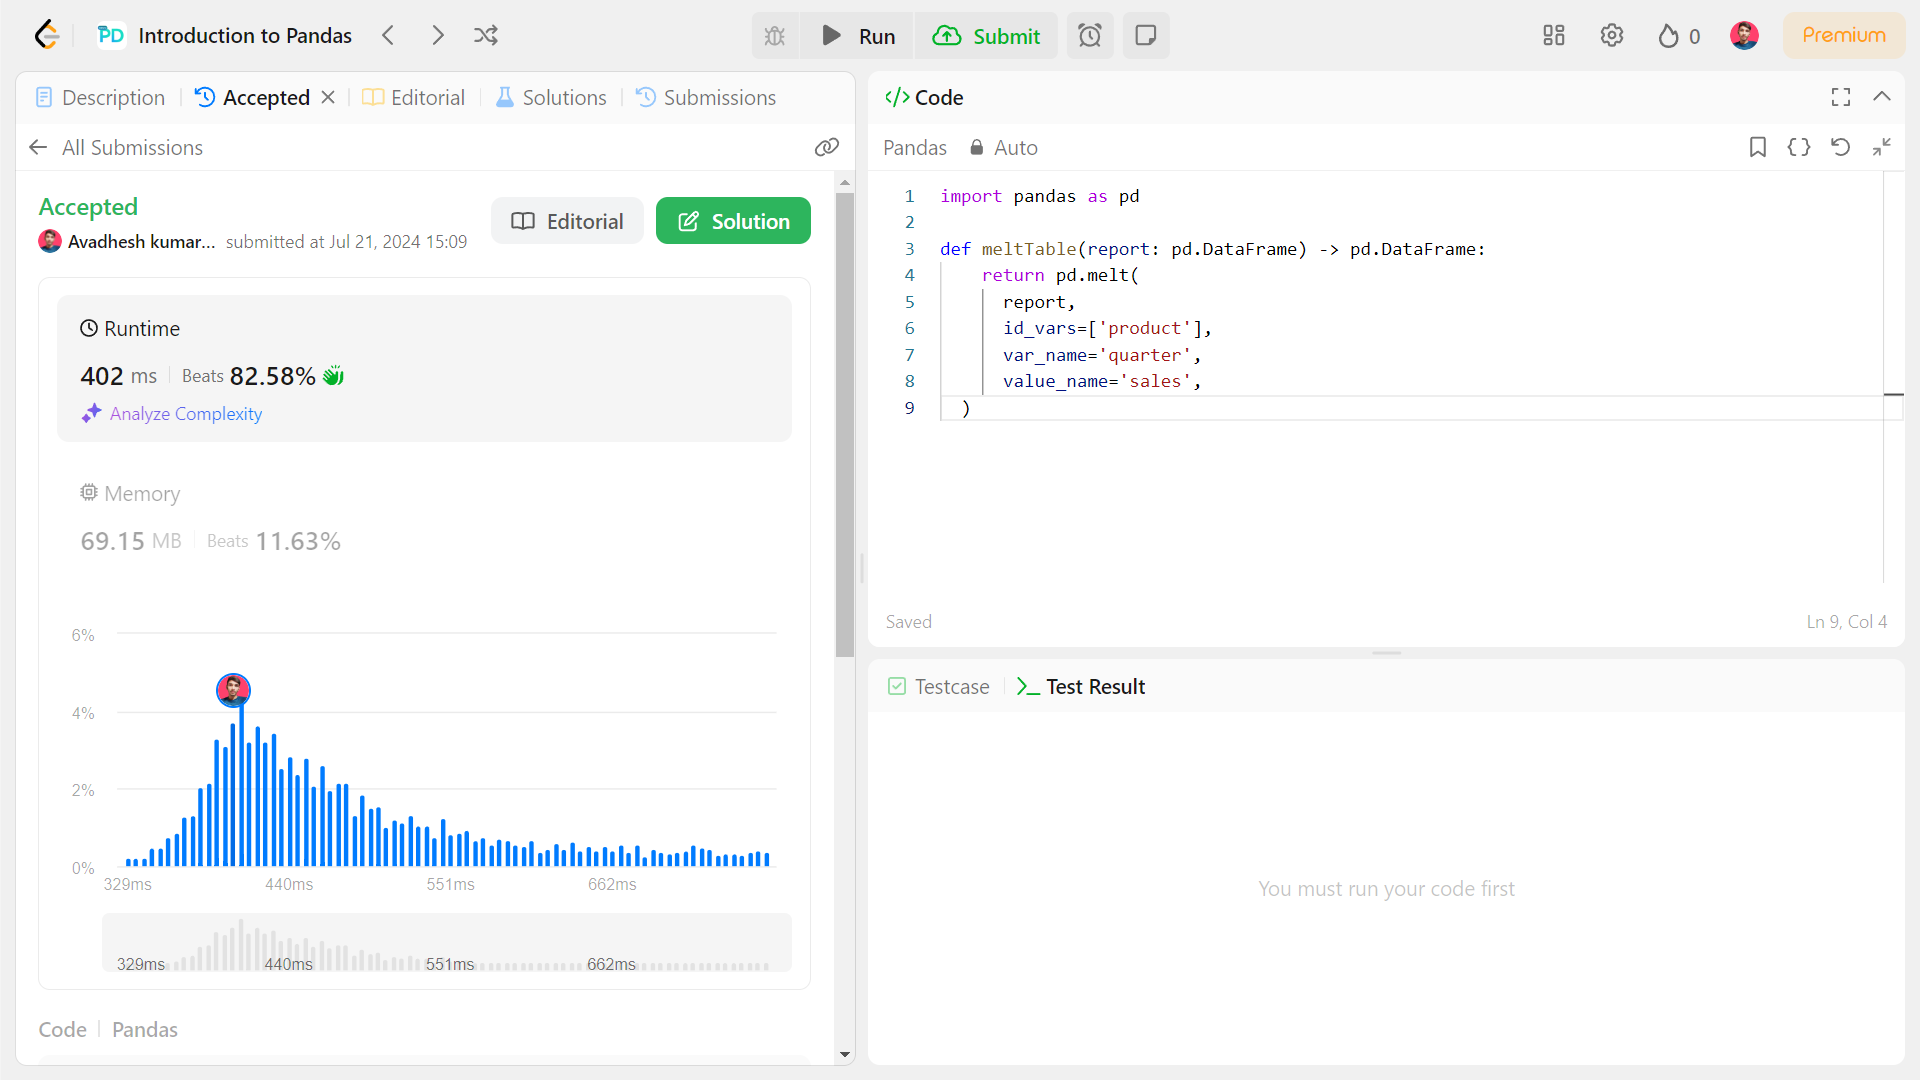 PD Introduction to Pandas
Run
Submit
0
Premium
Description
Accepted
Editorial
Solutions
Submissions
All Submissions
Accepted
Avadhesh kumar... submitted at Jul 21, 2024 15:09
Editorial
Solution
Runtime
402 ms Beats 82.58%
Analyze Complexity
Memory
69.15 MB Beats 11.63%
6%
4%
2%
0%
329ms 440ms 551ms 662ms
329ms 440ms 551ms 662ms
Code Pandas
</> Code
Pandas Auto
1 import pandas as pd
2
3 def meltTable(report: pd.DataFrame) -> pd.DataFrame:
4     return pd.melt(
5       report,
6       id_vars=['product'],
7       var_name='quarter',
8       value_name='sales',
9   )
Saved
Ln 9, Col 4
Testcase
Test Result
You must run your code first